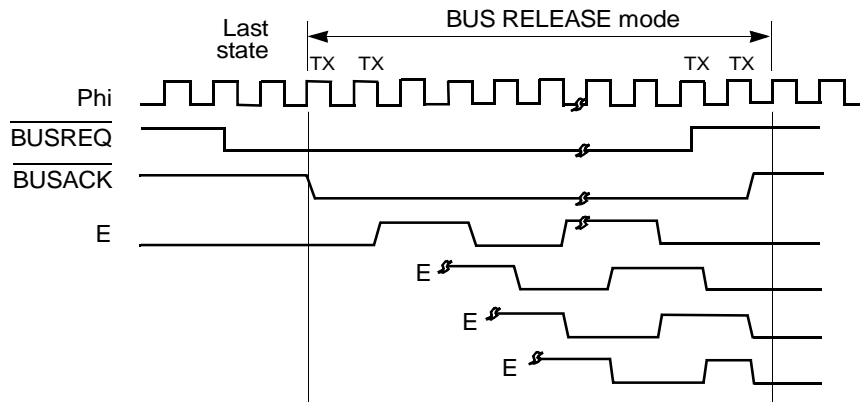 BUS RELEASE mode
Last
state
TX TX TX TX
Phi
BUSREQ
BUSACK
E
E
E
E